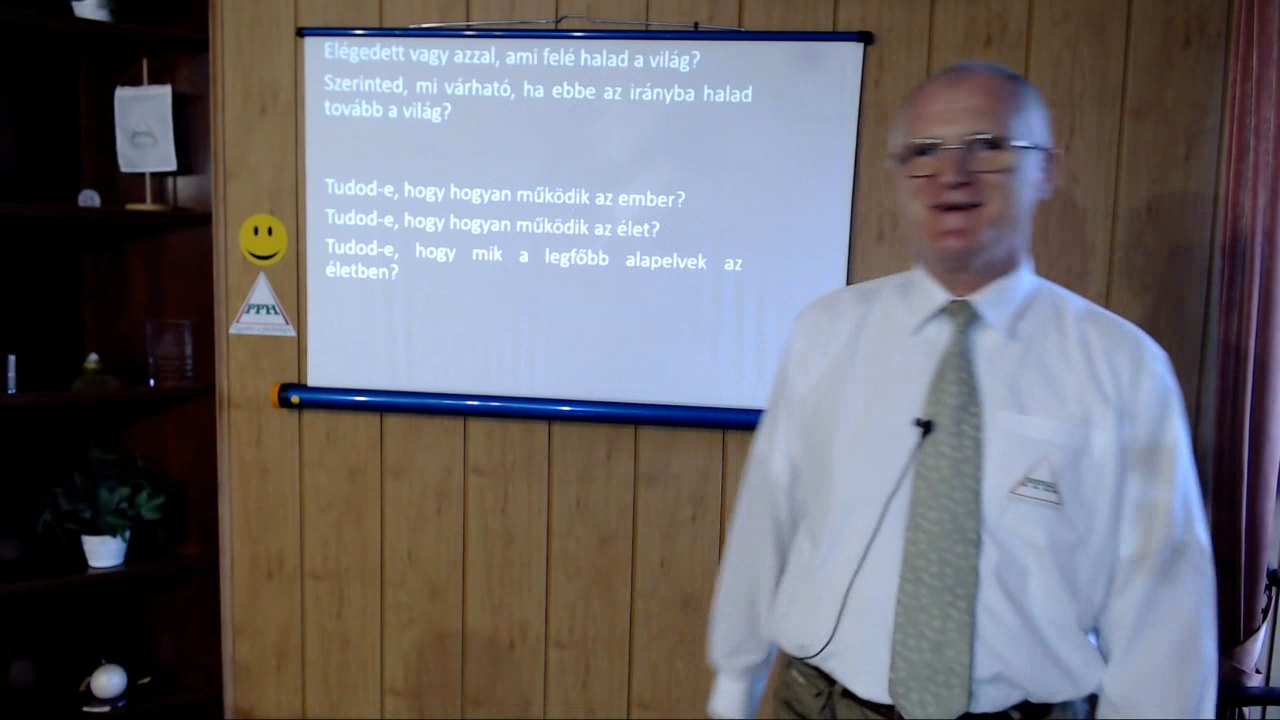 Elégedett vagy azzal, ami felé halad a világ?
Szerinted, mi várható, ha ebbe az irányba halad
tovább a világ?
Tudod-e, hogy hogyan működik az ember?
Tudod-e, hogy hogyan működik az élet?
Tudod-e, hogy mik a legfőbb alapelvek az
életben?
PPH